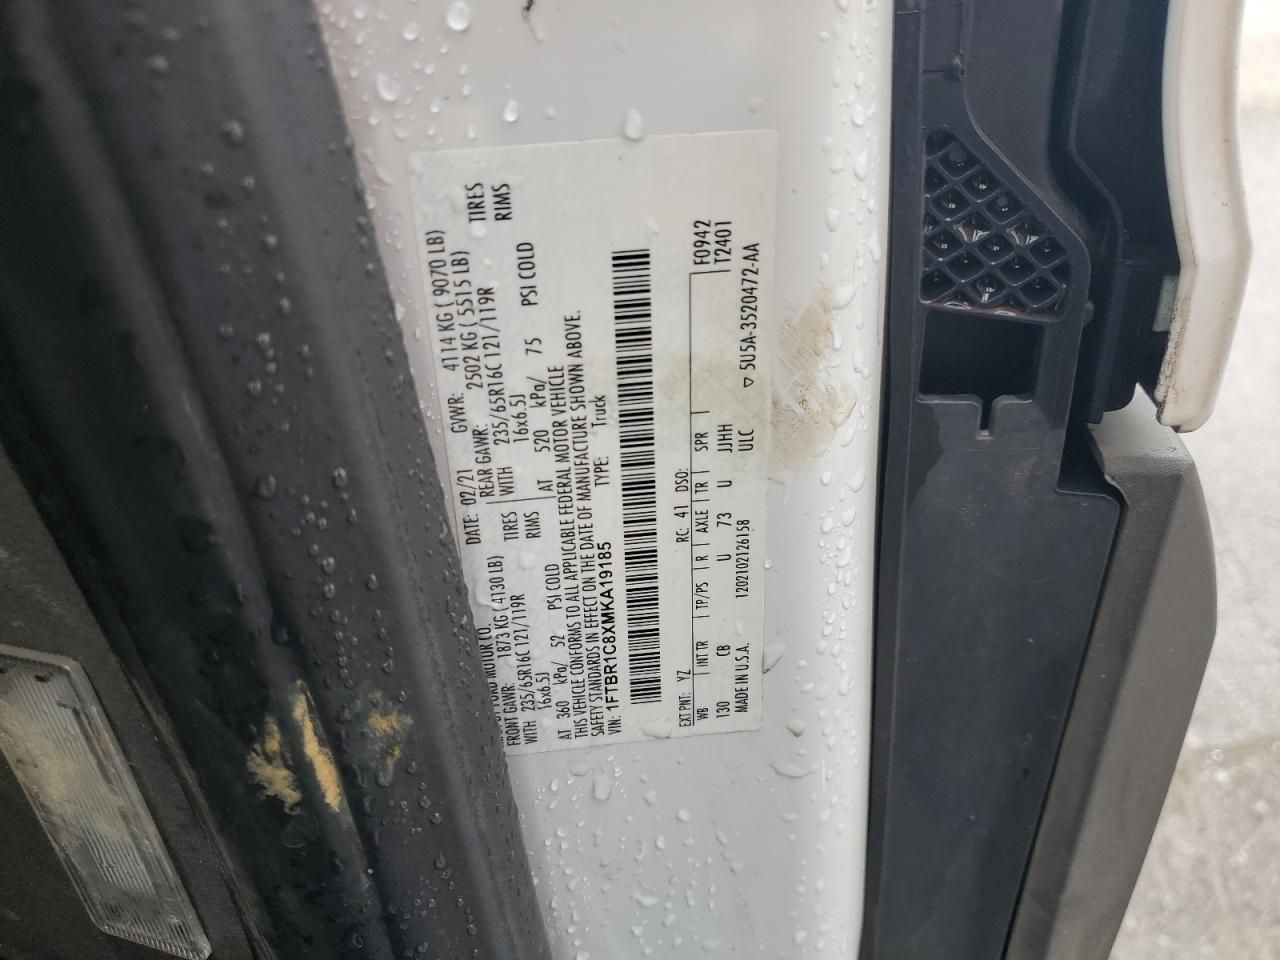 FORD MOTOR CO.
DATE: 02/21 GVWR: 4114 KG ( 9070 LB)
FRONT GAWR: 1873 KG ( 4130 LB) REAR GAWR: 2502 KG ( 5515 LB)
WITH 235/65R16C 121/119R TIRES WITH 235/65R16C 121/119R TIRES
16x6.5J RIMS 16x6.5J RIMS
AT 360 kPa/ 52 PSI COLD AT 520 kPa/ 75 PSI COLD
THIS VEHICLE CONFORMS TO ALL APPLICABLE FEDERAL MOTOR VEHICLE
SAFETY STANDARDS IN EFFECT ON THE DATE OF MANUFACTURE SHOWN ABOVE.
VIN: 1FTBR1C8XMKA19185 TYPE: Truck
EXT PNT: YZ RC: 41 DSO: F0942
WB INT TR TP/PS R AXLE TR SPR T2401
130 CB U 73 U JJHH
MADE IN U.S.A. 1202102126158 ULC ▽ 5U5A-3520472-AA